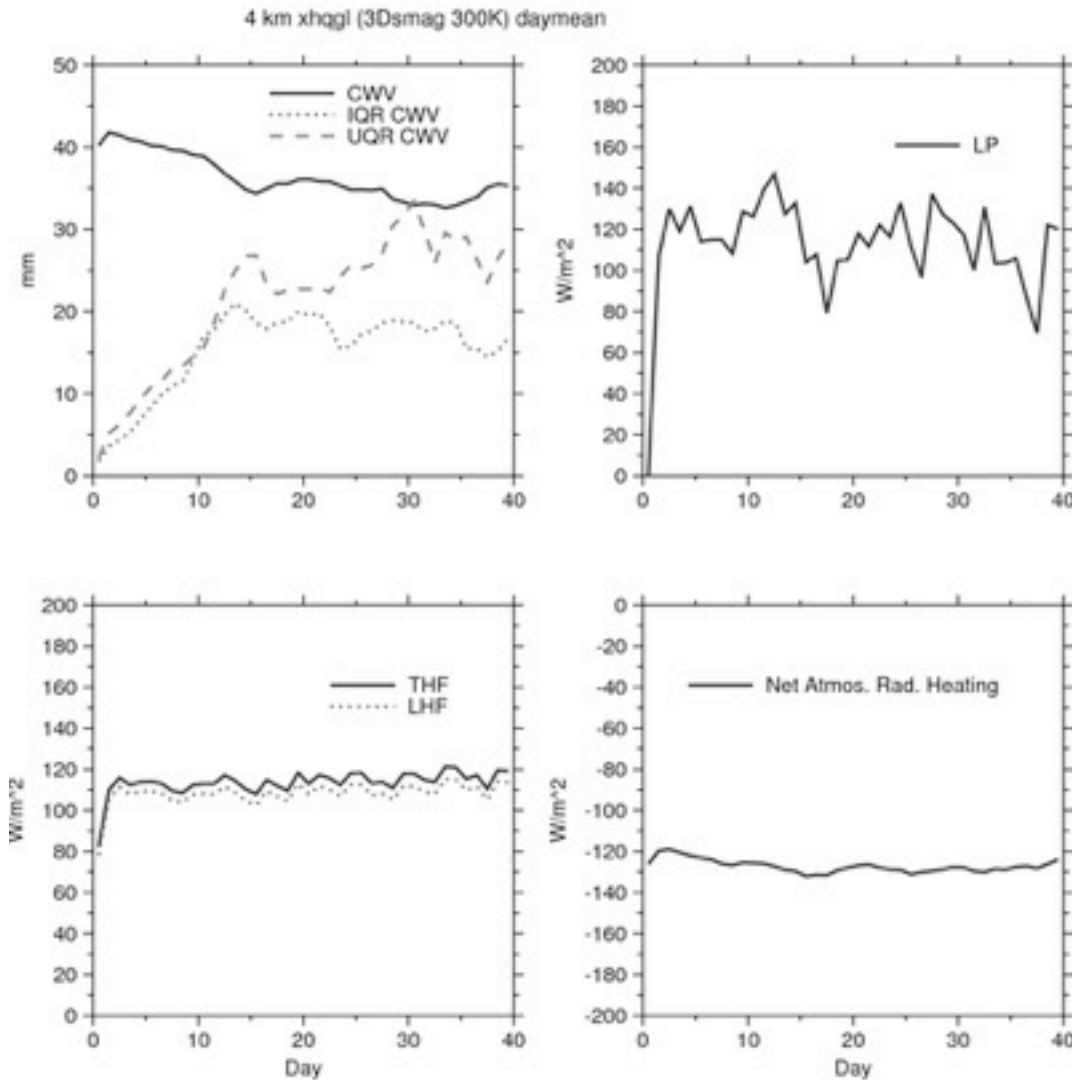 4 km xhqgl (3Dsmag 300K) daymean
50
40
30
20
10
0
mm
CWV
IQR CWV
UQR CWV
0 10 20 30 40
200
180
160
140
120
100
80
60
40
20
0
W/m^2
LP
0 10 20 30 40
200
180
160
140
120
100
80
60
40
20
0
W/m^2
THF
LHF
0 10 20 30 40
Day
0
-20
-40
-60
-80
-100
-120
-140
-160
-180
-200
W/m^2
Net Atmos. Rad. Heating
0 10 20 30 40
Day